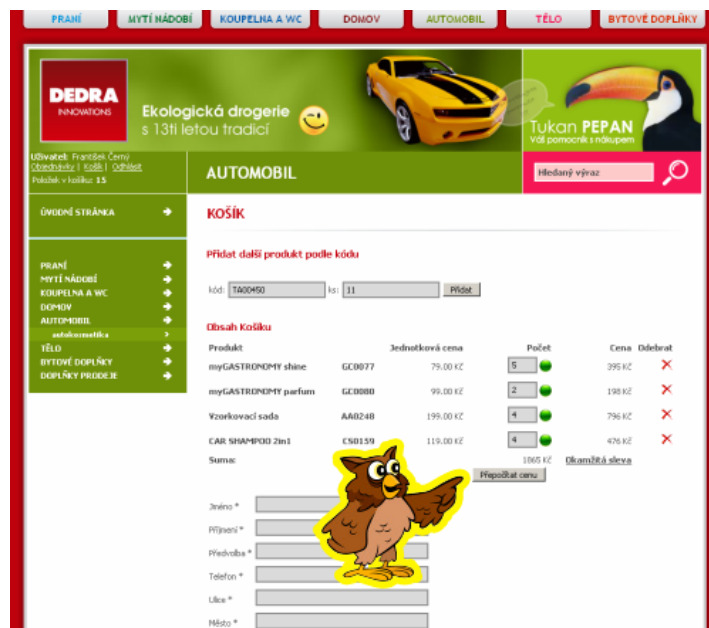 PRANÍ MYTÍ NÁDOBÍ KOUPELNA A WC DOMOV AUTOMOBIL TĚLO BYTOVÉ DOPLŇKY
DEDRA
INNOVATIONS
Ekologická drogerie
s 13ti letou tradicí
Tukan PEPAN
Váš pomocník s nákupem
Uživatel: František Černý
Objednávky | Košík | Odhlásit
Položek v košíku: 15
AUTOMOBIL
Hledaný výraz
ÚVODNÍ STRÁNKA
PRANÍ
MYTÍ NÁDOBÍ
KOUPELNA A WC
DOMOV
AUTOMOBIL
autokosmetika
TĚLO
BYTOVÉ DOPLŇKY
DOPLŇKY PRODEJE
KOŠÍK
Přidat další produkt podle kódu
kód: TA00450 ks: 11 Přidat
Obsah Košíku
Produkt Jednotková cena Počet Cena Odebrat
myGASTRONOMY shine GC0077 79.00 Kč 5 395 Kč
myGASTRONOMY parfum GC0080 99.00 Kč 2 198 Kč
Vzorkovací sada AA0248 199.00 Kč 4 796 Kč
CAR SHAMPOO 2in1 CS0159 119.00 Kč 4 476 Kč
Suma: 1865 Kč Okamžitá sleva
Přepočítat cenu
Jméno *
Příjmení *
Předvolba *
Telefon *
Ulice *
Město *